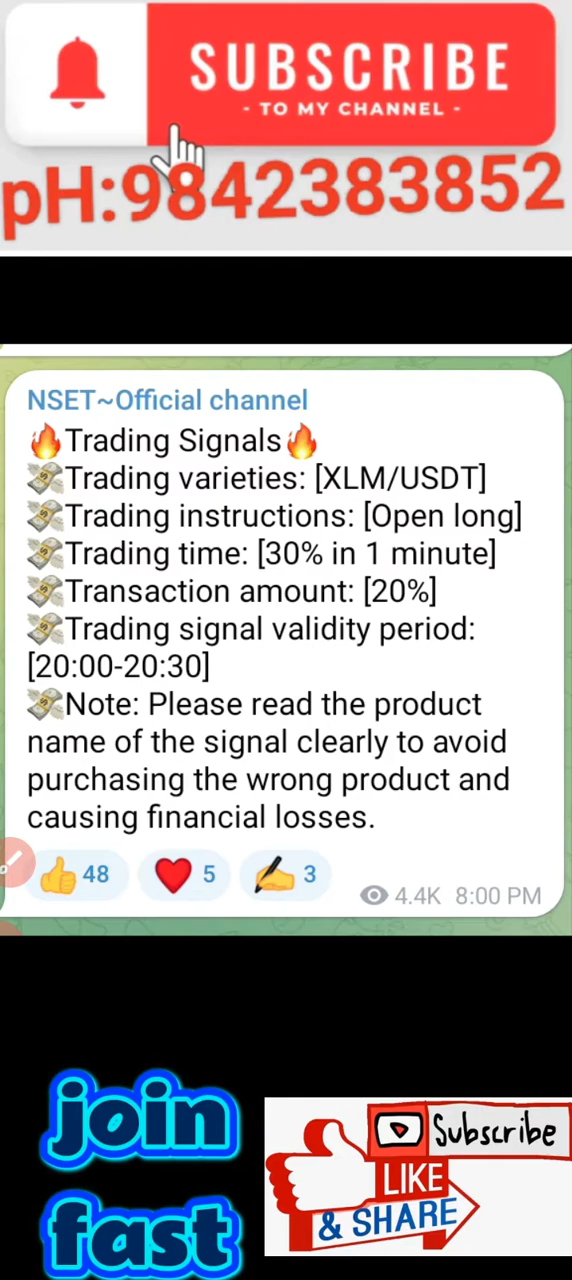 SUBSCRIBE
- TO MY CHANNEL -
pH:9842383852
NSET~Official channel
🔥Trading Signals🔥
💸Trading varieties: [XLM/USDT]
💸Trading instructions: [Open long]
💸Trading time: [30% in 1 minute]
💸Transaction amount: [20%]
💸Trading signal validity period:
[20:00-20:30]
💸Note: Please read the product
name of the signal clearly to avoid
purchasing the wrong product and
causing financial losses.
👍 48 ❤️ 5 ✍️ 3
4.4K 8:00 PM
join
fast
Subscribe
LIKE
& SHARE